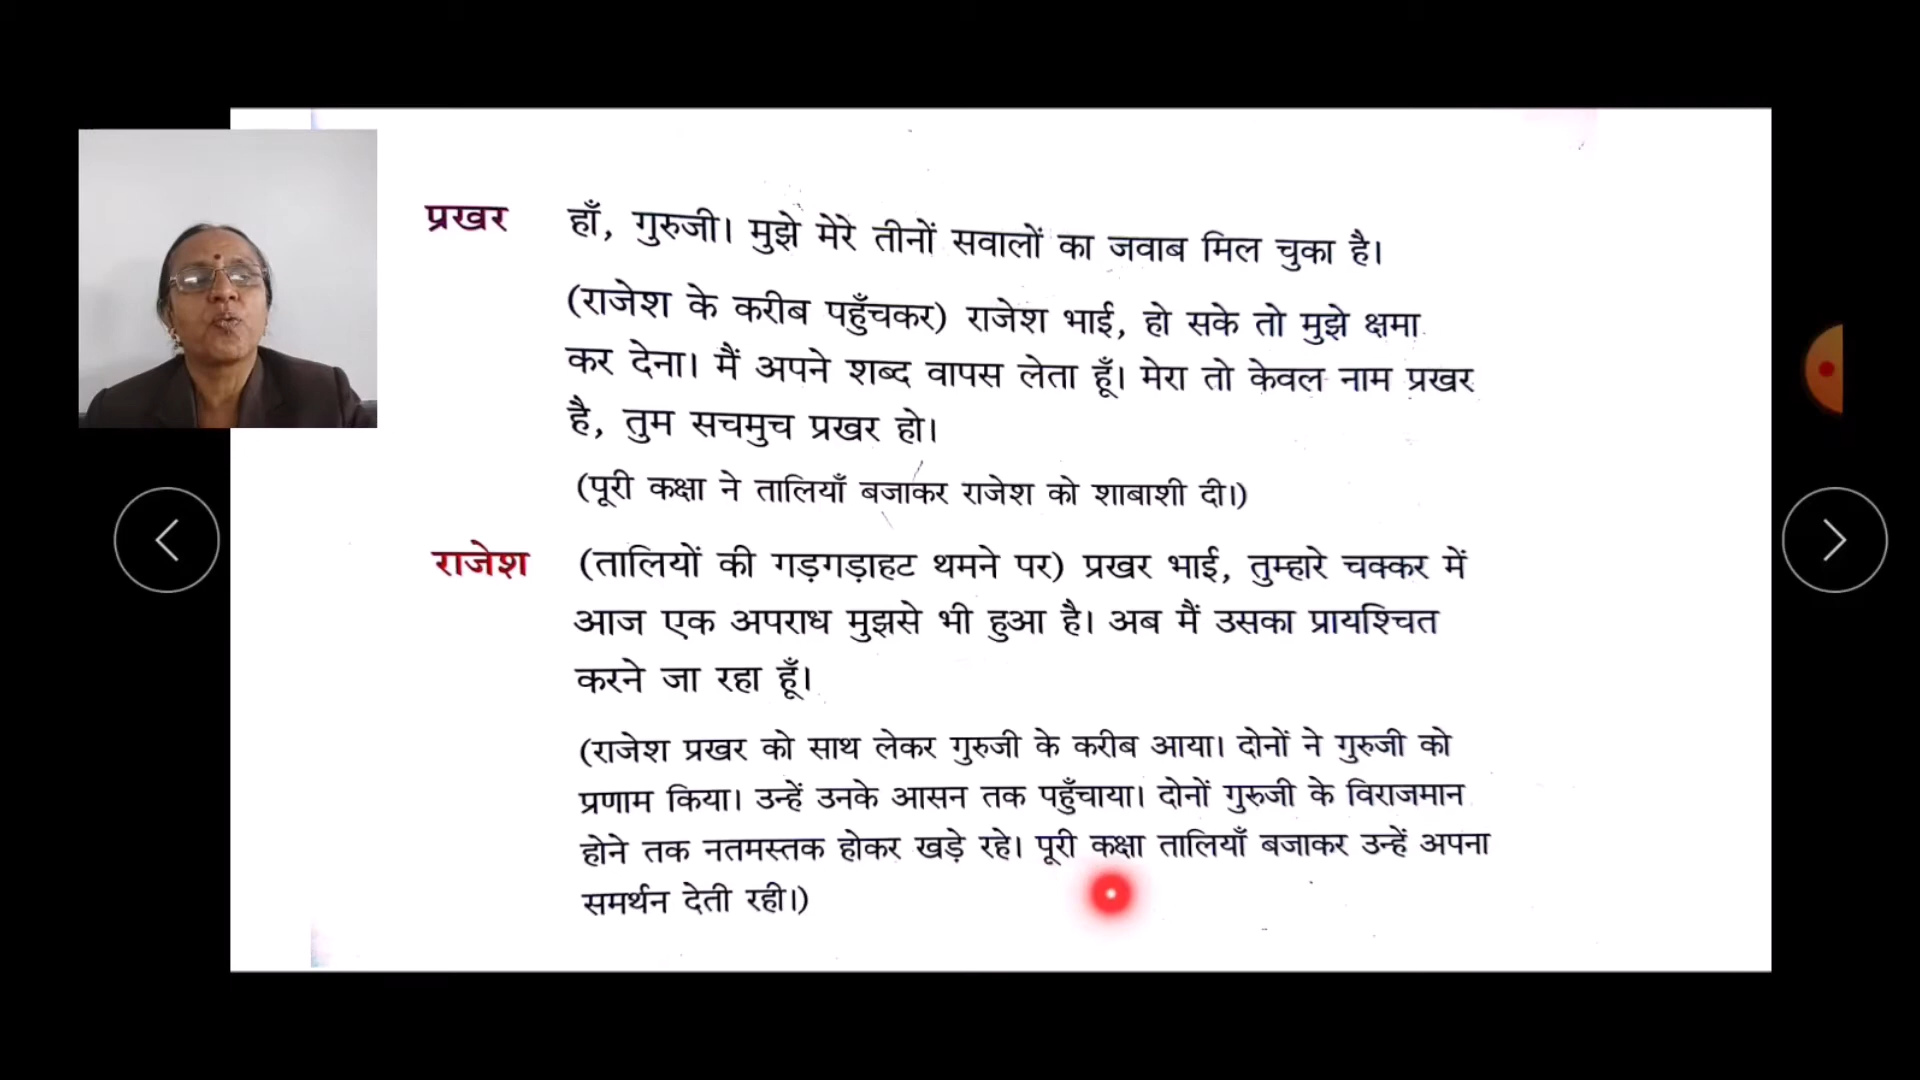 प्रखर हाँ, गुरुजी। मुझे मेरे तीनों सवालों का जवाब मिल चुका है।
(राजेश के करीब पहुँचकर) राजेश भाई, हो सके तो मुझे क्षमा
कर देना। मैं अपने शब्द वापस लेता हूँ। मेरा तो केवल नाम प्रखर
है, तुम सचमुच प्रखर हो।
(पूरी कक्षा ने तालियाँ बजाकर राजेश को शाबाशी दी।)
राजेश (तालियों की गड़गड़ाहट थमने पर) प्रखर भाई, तुम्हारे चक्कर में
आज एक अपराध मुझसे भी हुआ है। अब मैं उसका प्रायश्चित
करने जा रहा हूँ।
(राजेश प्रखर को साथ लेकर गुरुजी के करीब आया। दोनों ने गुरुजी को
प्रणाम किया। उन्हें उनके आसन तक पहुँचाया। दोनों गुरुजी के विराजमान
होने तक नतमस्तक होकर खड़े रहे। पूरी कक्षा तालियाँ बजाकर उन्हें अपना
समर्थन देती रही।)